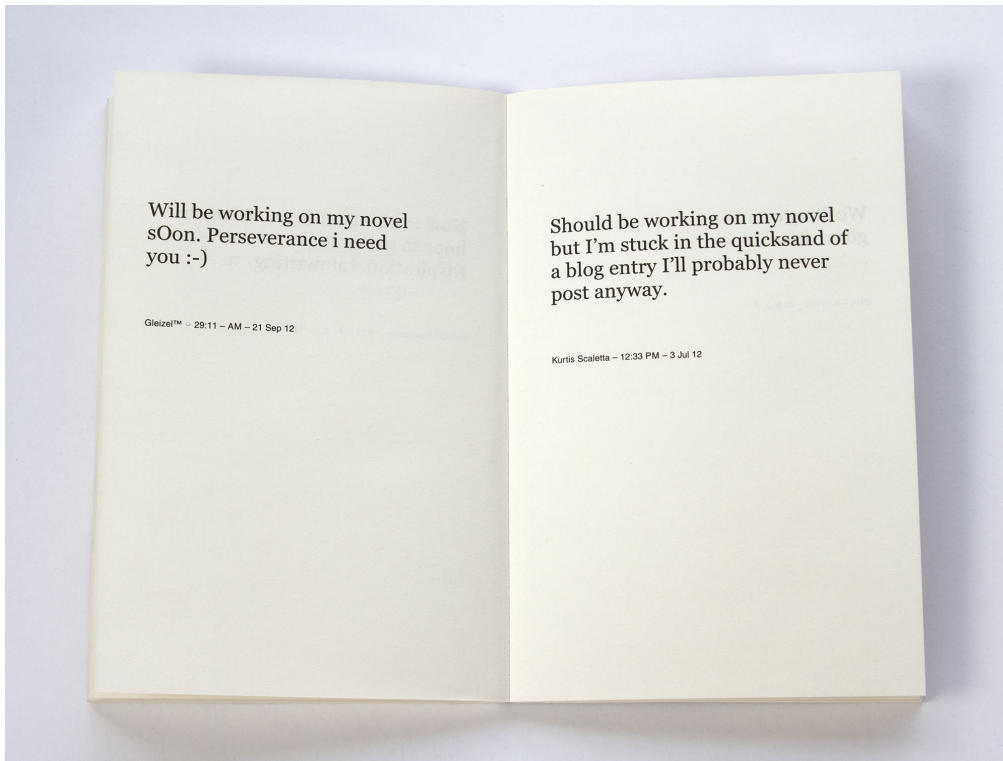 Will be working on my novel
sOon. Perseverance i need
you :-)
Gleizel™ ○ 29:11 – AM – 21 Sep 12
Should be working on my novel
but I’m stuck in the quicksand of
a blog entry I’ll probably never
post anyway.
Kurtis Scaletta – 12:33 PM – 3 Jul 12